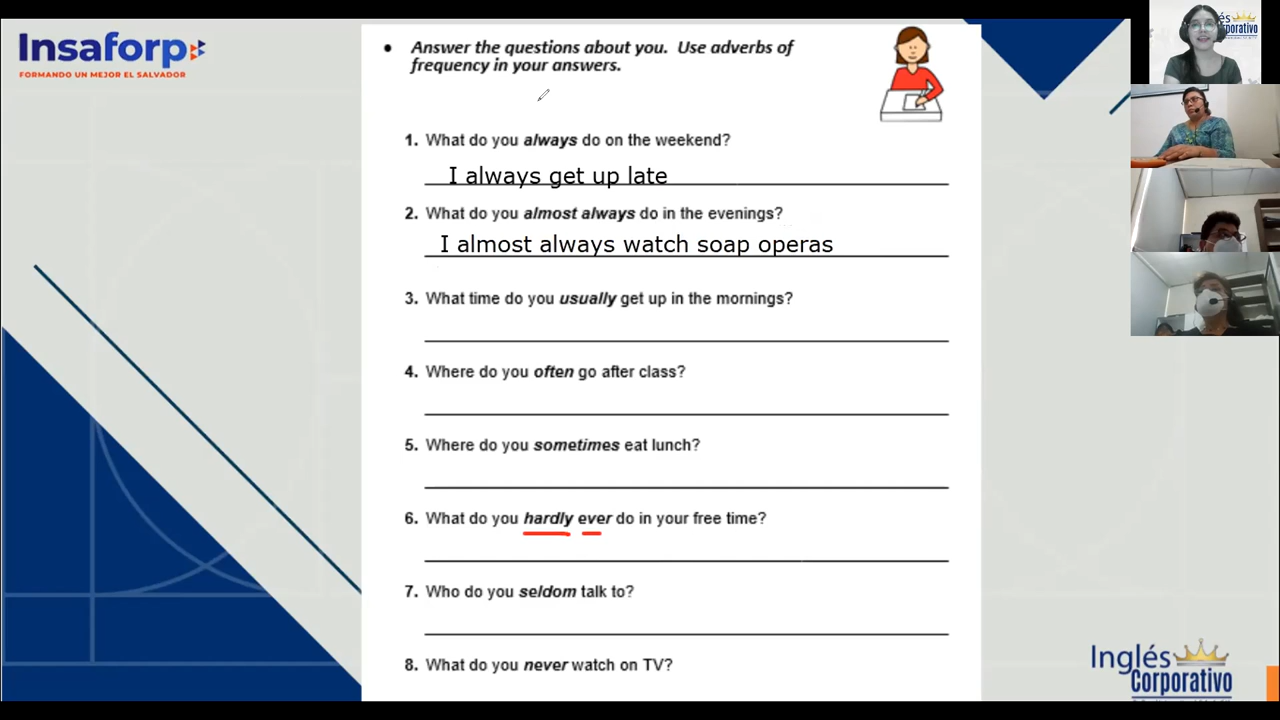 Insaforp
FORMANDO UN MEJOR EL SALVADOR
• Answer the questions about you. Use adverbs of
frequency in your answers.
1. What do you always do on the weekend?
I always get up late
2. What do you almost always do in the evenings?
I almost always watch soap operas
3. What time do you usually get up in the mornings?
4. Where do you often go after class?
5. Where do you sometimes eat lunch?
6. What do you hardly ever do in your free time?
7. Who do you seldom talk to?
8. What do you never watch on TV?
Corporativo
Inglés
Corporativo